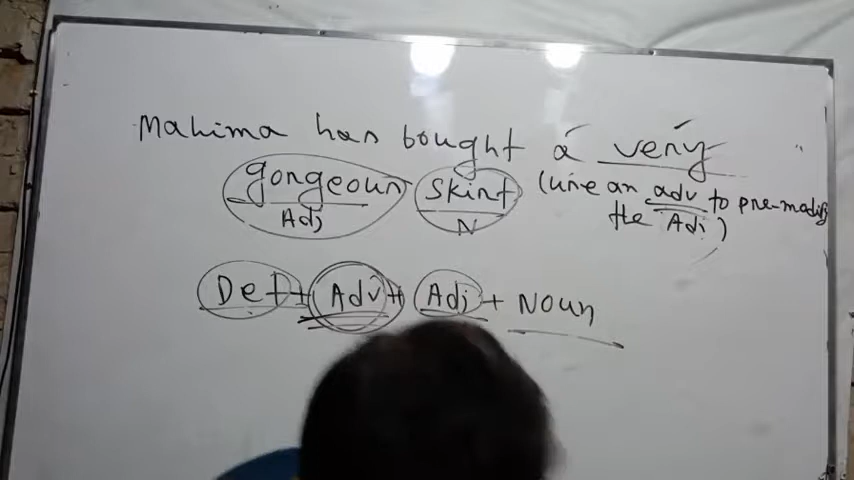 Mahima has bought a very
gorgeous skirt (use an adv to pre-modify
Adj N the Adj)
Det + Adv + Adj + Noun